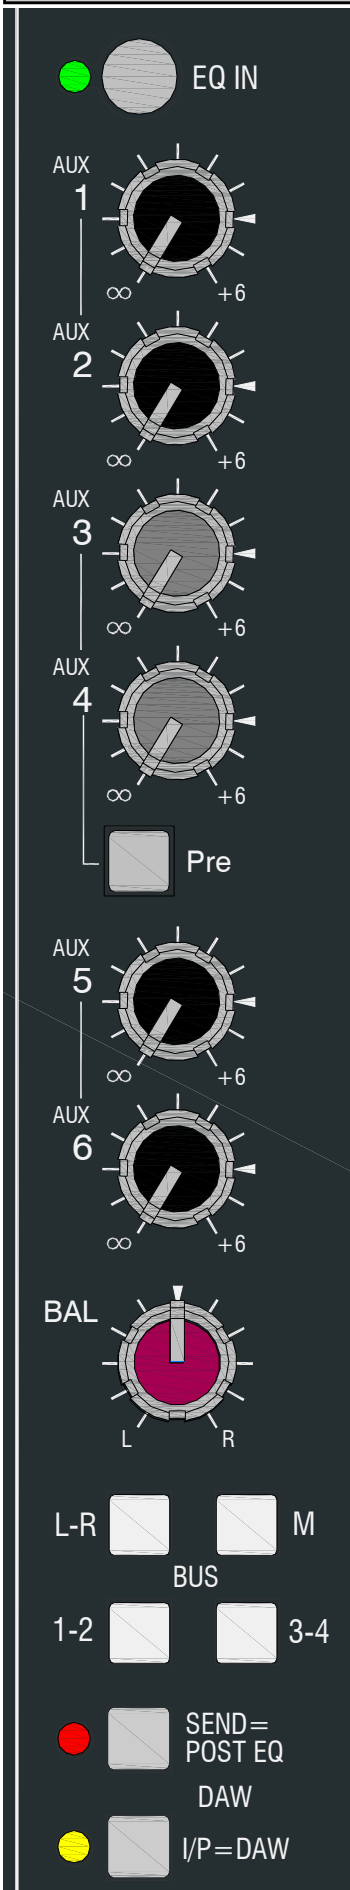 EQ IN
AUX
1
∞ +6
AUX
2
∞ +6
AUX
3
∞ +6
AUX
4
∞ +6
Pre
AUX
5
∞ +6
AUX
6
∞ +6
BAL
L R
L-R M
BUS
1-2 3-4
SEND=
POST EQ
DAW
I/P=DAW